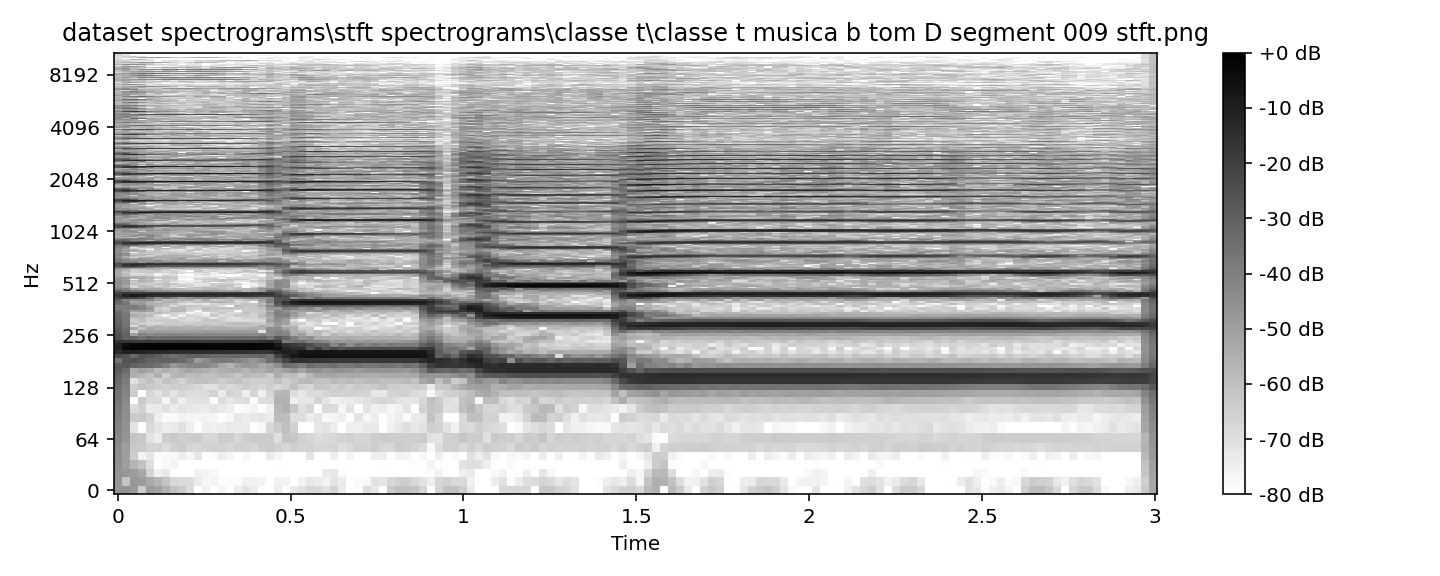 dataset spectrograms\stft spectrograms\classe t\classe t musica b tom D segment 009 stft.png
8192
4096
2048
1024
512
256
128
64
0
Hz
0
0.5
1
1.5
2
2.5
3
Time
+0 dB
-10 dB
-20 dB
-30 dB
-40 dB
-50 dB
-60 dB
-70 dB
-80 dB